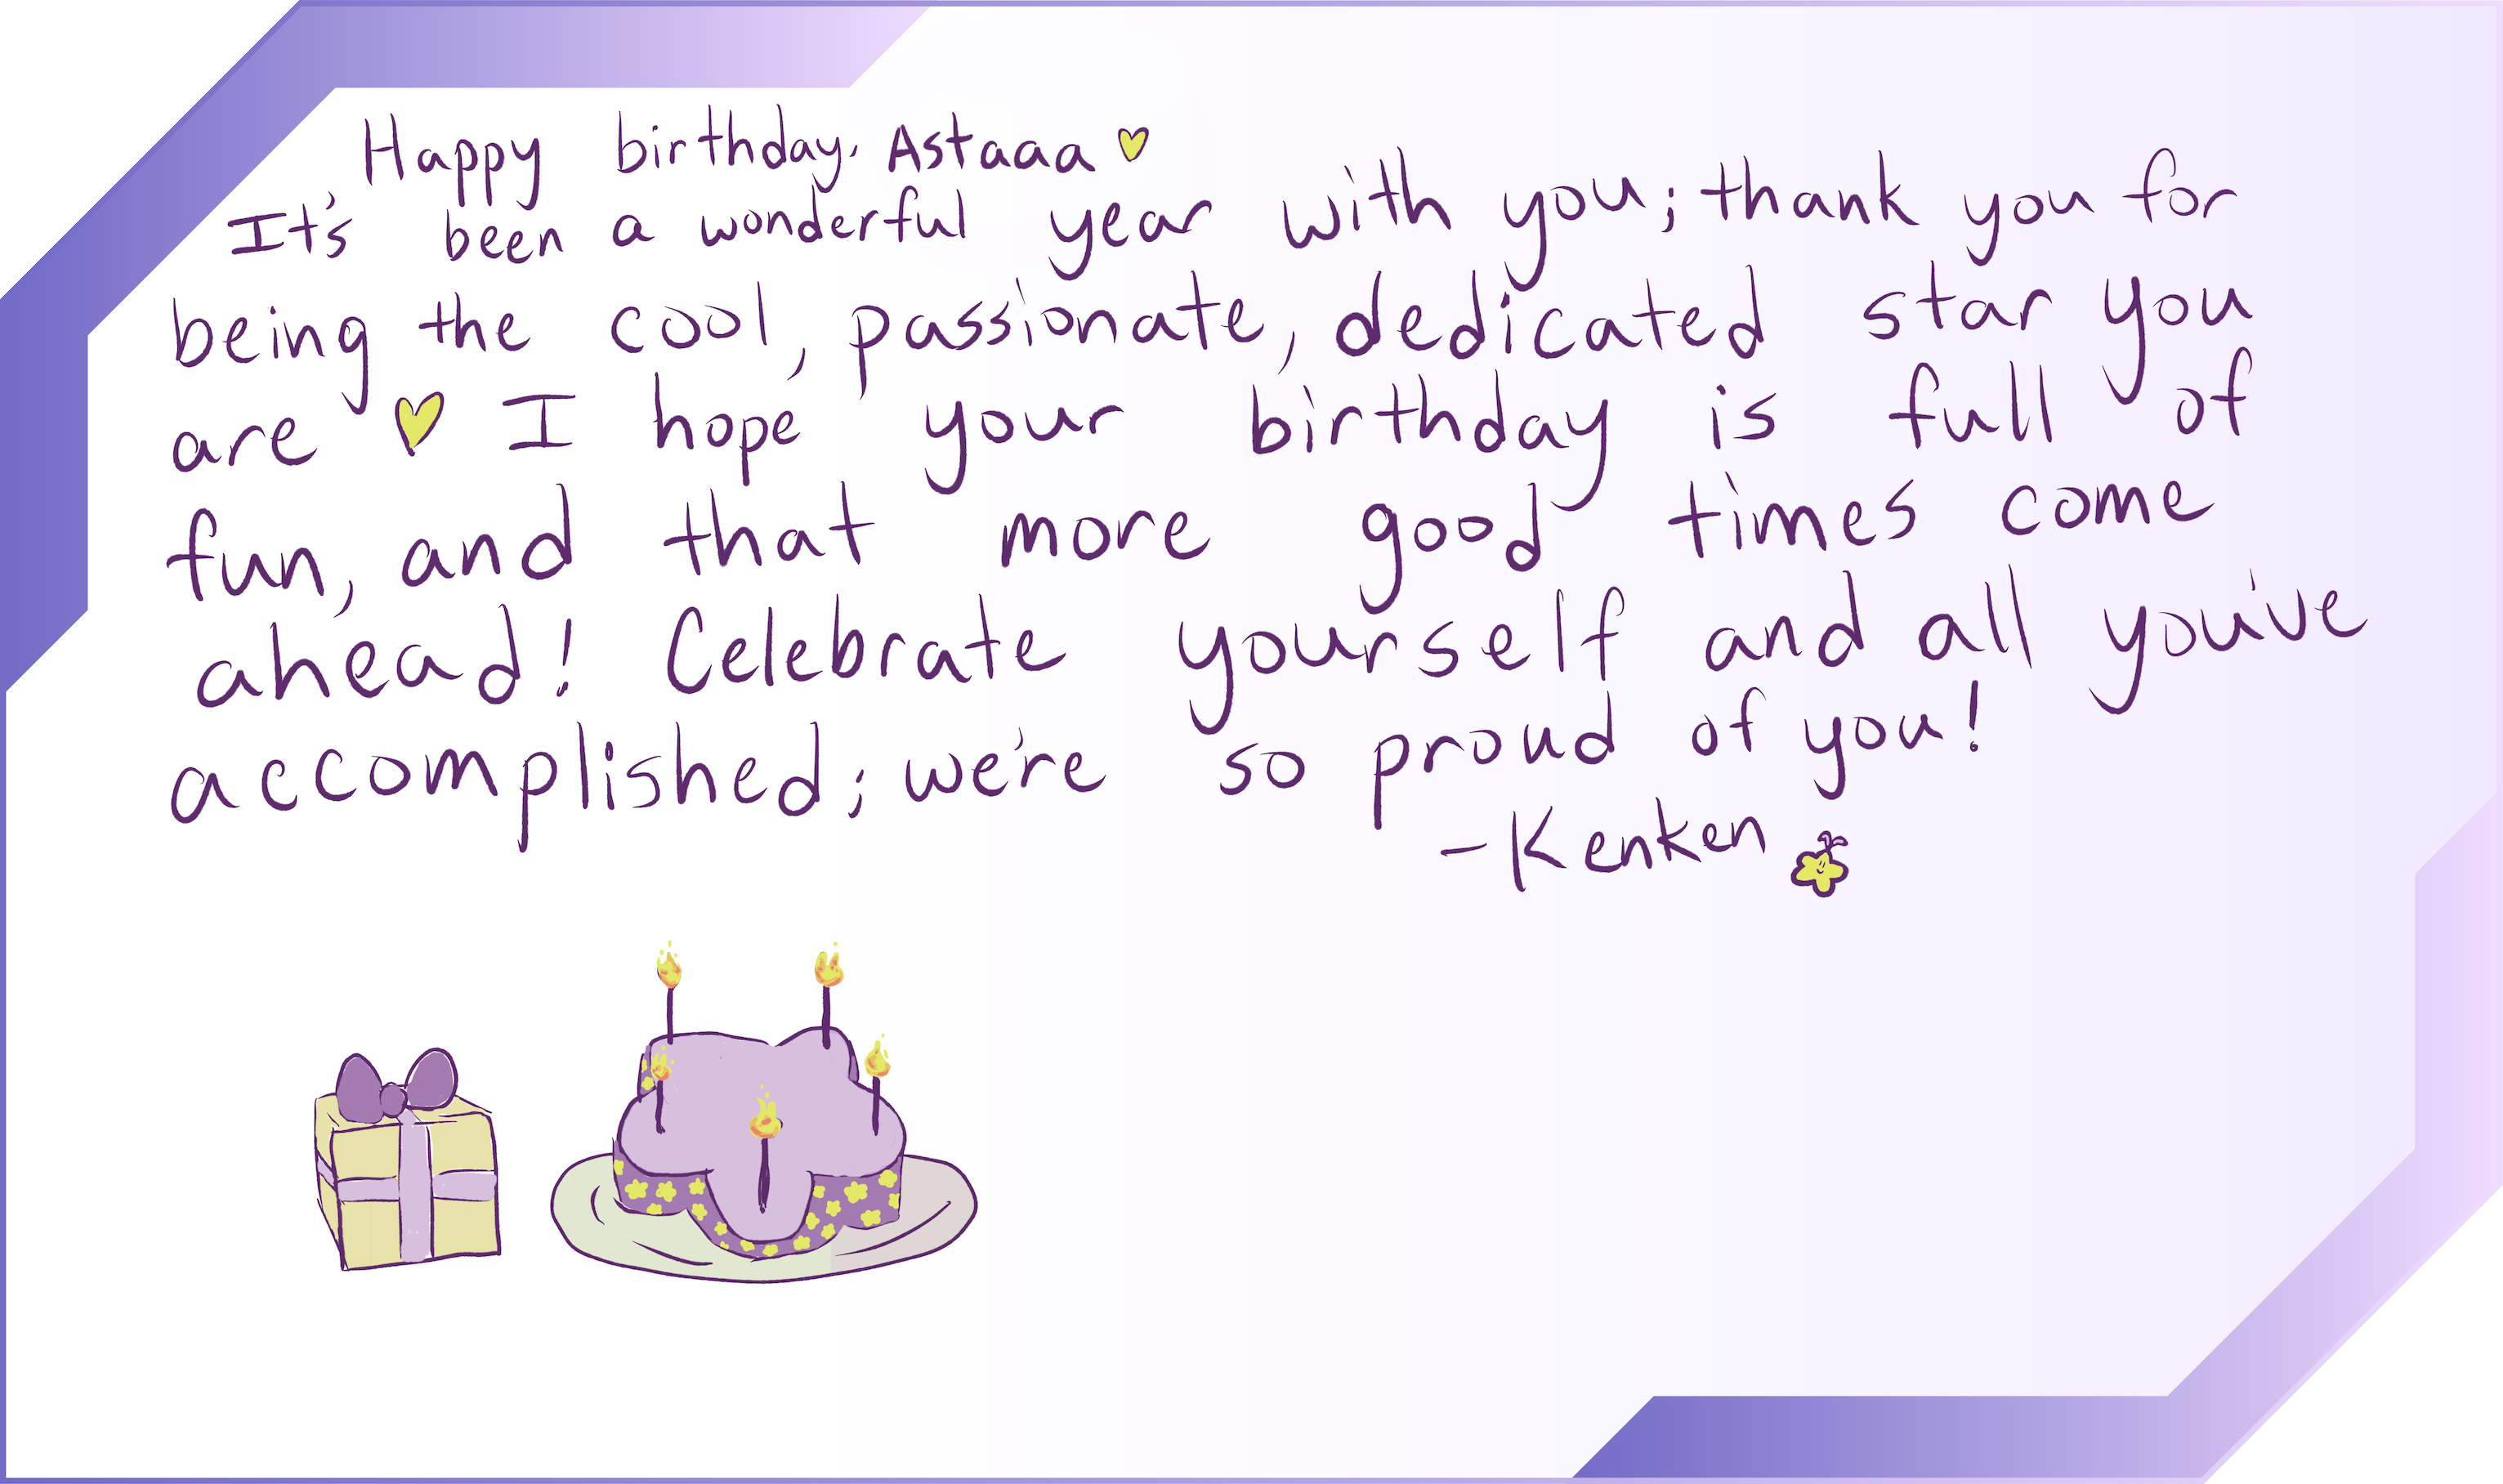 Happy birthday, Astaaaa
It's been a wonderful year with you; thank you for
being the cool, passionate, dedicated star you
are I hope your birthday is full of
fun, and that more good times come
ahead! Celebrate yourself and all you've
accomplished; we're so proud of you!
-Kenken